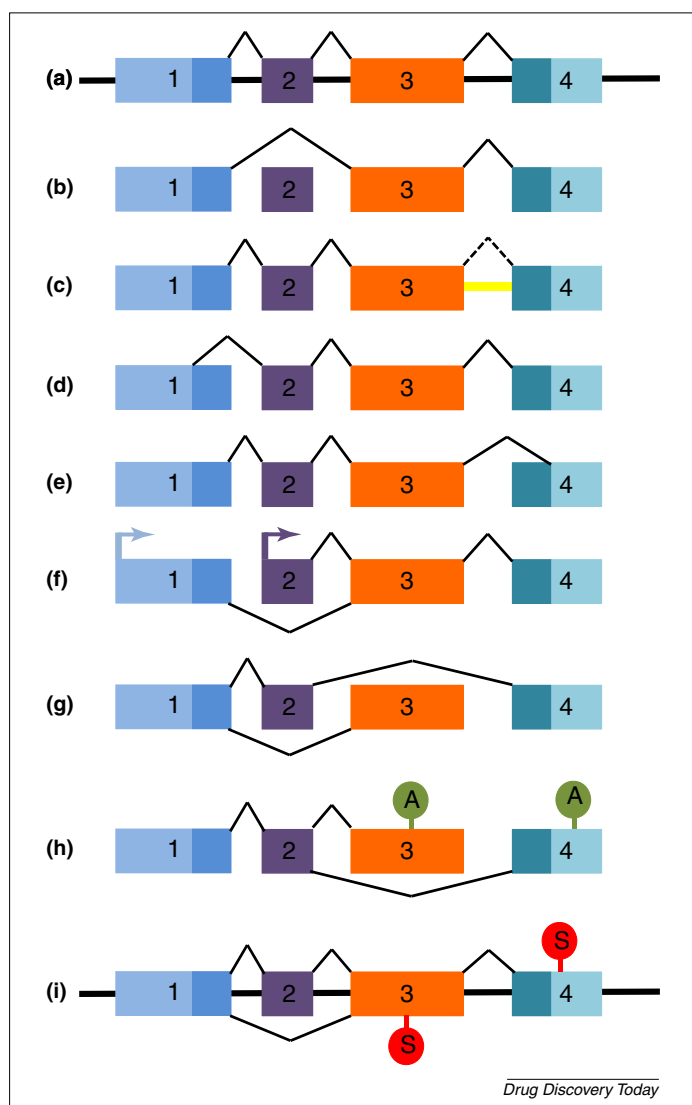 (a) 1 2 3 4
(b) 1 2 3 4
(c) 1 2 3 4
(d) 1 2 3 4
(e) 1 2 3 4
(f) 1 2 3 4
(g) 1 2 3 4
A A
(h) 1 2 3 4
S
(i) 1 2 3 4
S
Drug Discovery Today